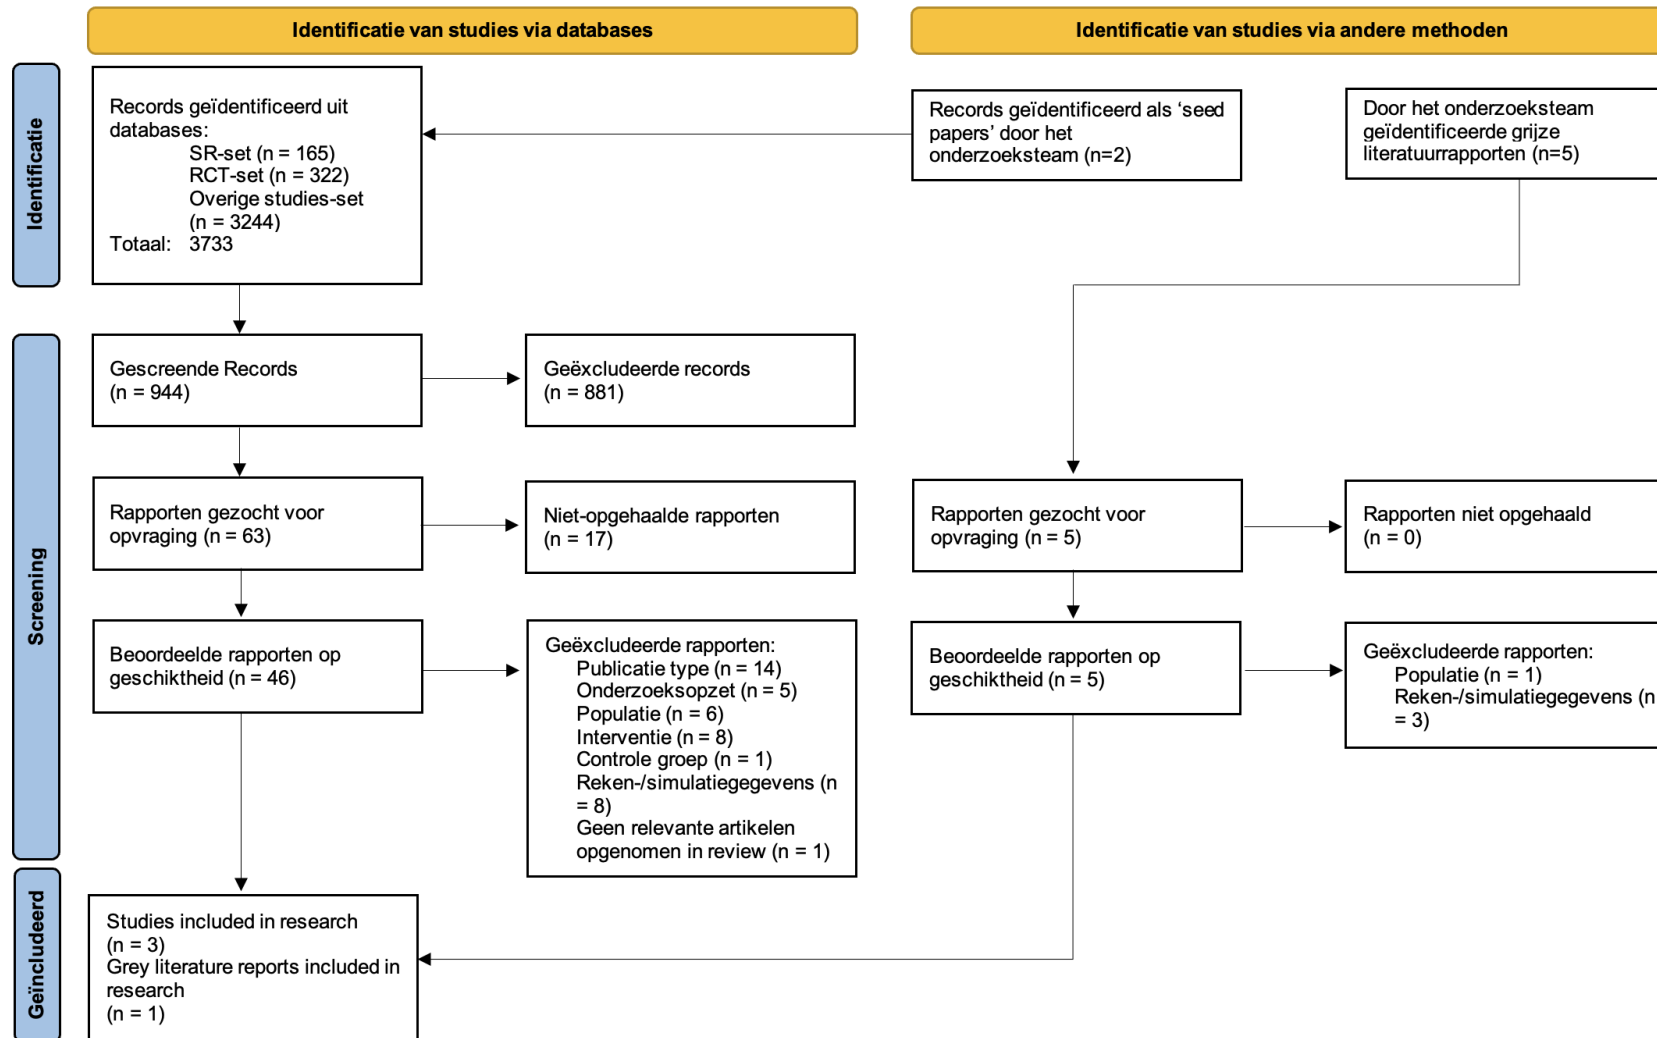 Identificatie van studies via databases
Identificatie van studies via andere methoden
Identificatie
Records geïdentificeerd uit
databases:
SR-set (n = 165)
RCT-set (n = 322)
Overige studies-set
(n = 3244)
Totaal: 3733
Records geïdentificeerd als ‘seed
papers’ door het
onderzoeksteam (n=2)
Door het onderzoeksteam
geïdentificeerde grijze
literatuurrapporten (n=5)
Screening
Gescreende Records
(n = 944)
Geëxcludeerde records
(n = 881)
Rapporten gezocht voor
opvraging (n = 63)
Niet-opgehaalde rapporten
(n = 17)
Rapporten gezocht voor
opvraging (n = 5)
Rapporten niet opgehaald
(n = 0)
Beoordeelde rapporten op
geschiktheid (n = 46)
Geëxcludeerde rapporten:
Publicatie type (n = 14)
Onderzoeksopzet (n = 5)
Populatie (n = 6)
Interventie (n = 8)
Controle groep (n = 1)
Reken-/simulatiegegevens (n
= 8)
Geen relevante artikelen
opgenomen in review (n = 1)
Beoordeelde rapporten op
geschiktheid (n = 5)
Geëxcludeerde rapporten:
Populatie (n = 1)
Reken-/simulatiegegevens (n
= 3)
Geïncludeerd
Studies included in research
(n = 3)
Grey literature reports included in
research
(n = 1)